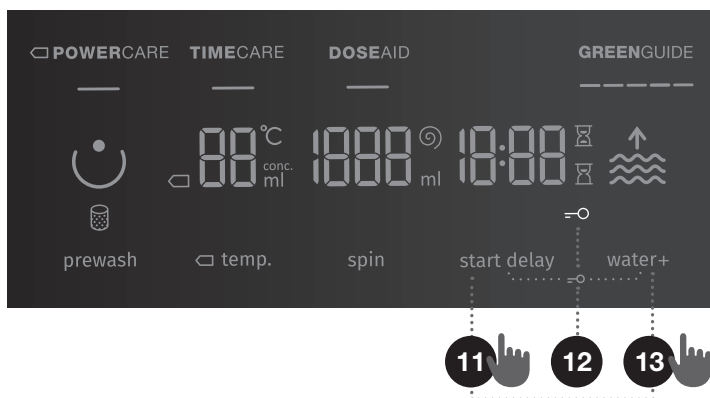 POWERCARE TIMECARE DOSEAID GREENGUIDE
88 °C 1888 18:88
conc.
ml ml
prewash temp. spin start delay water+
11 12 13